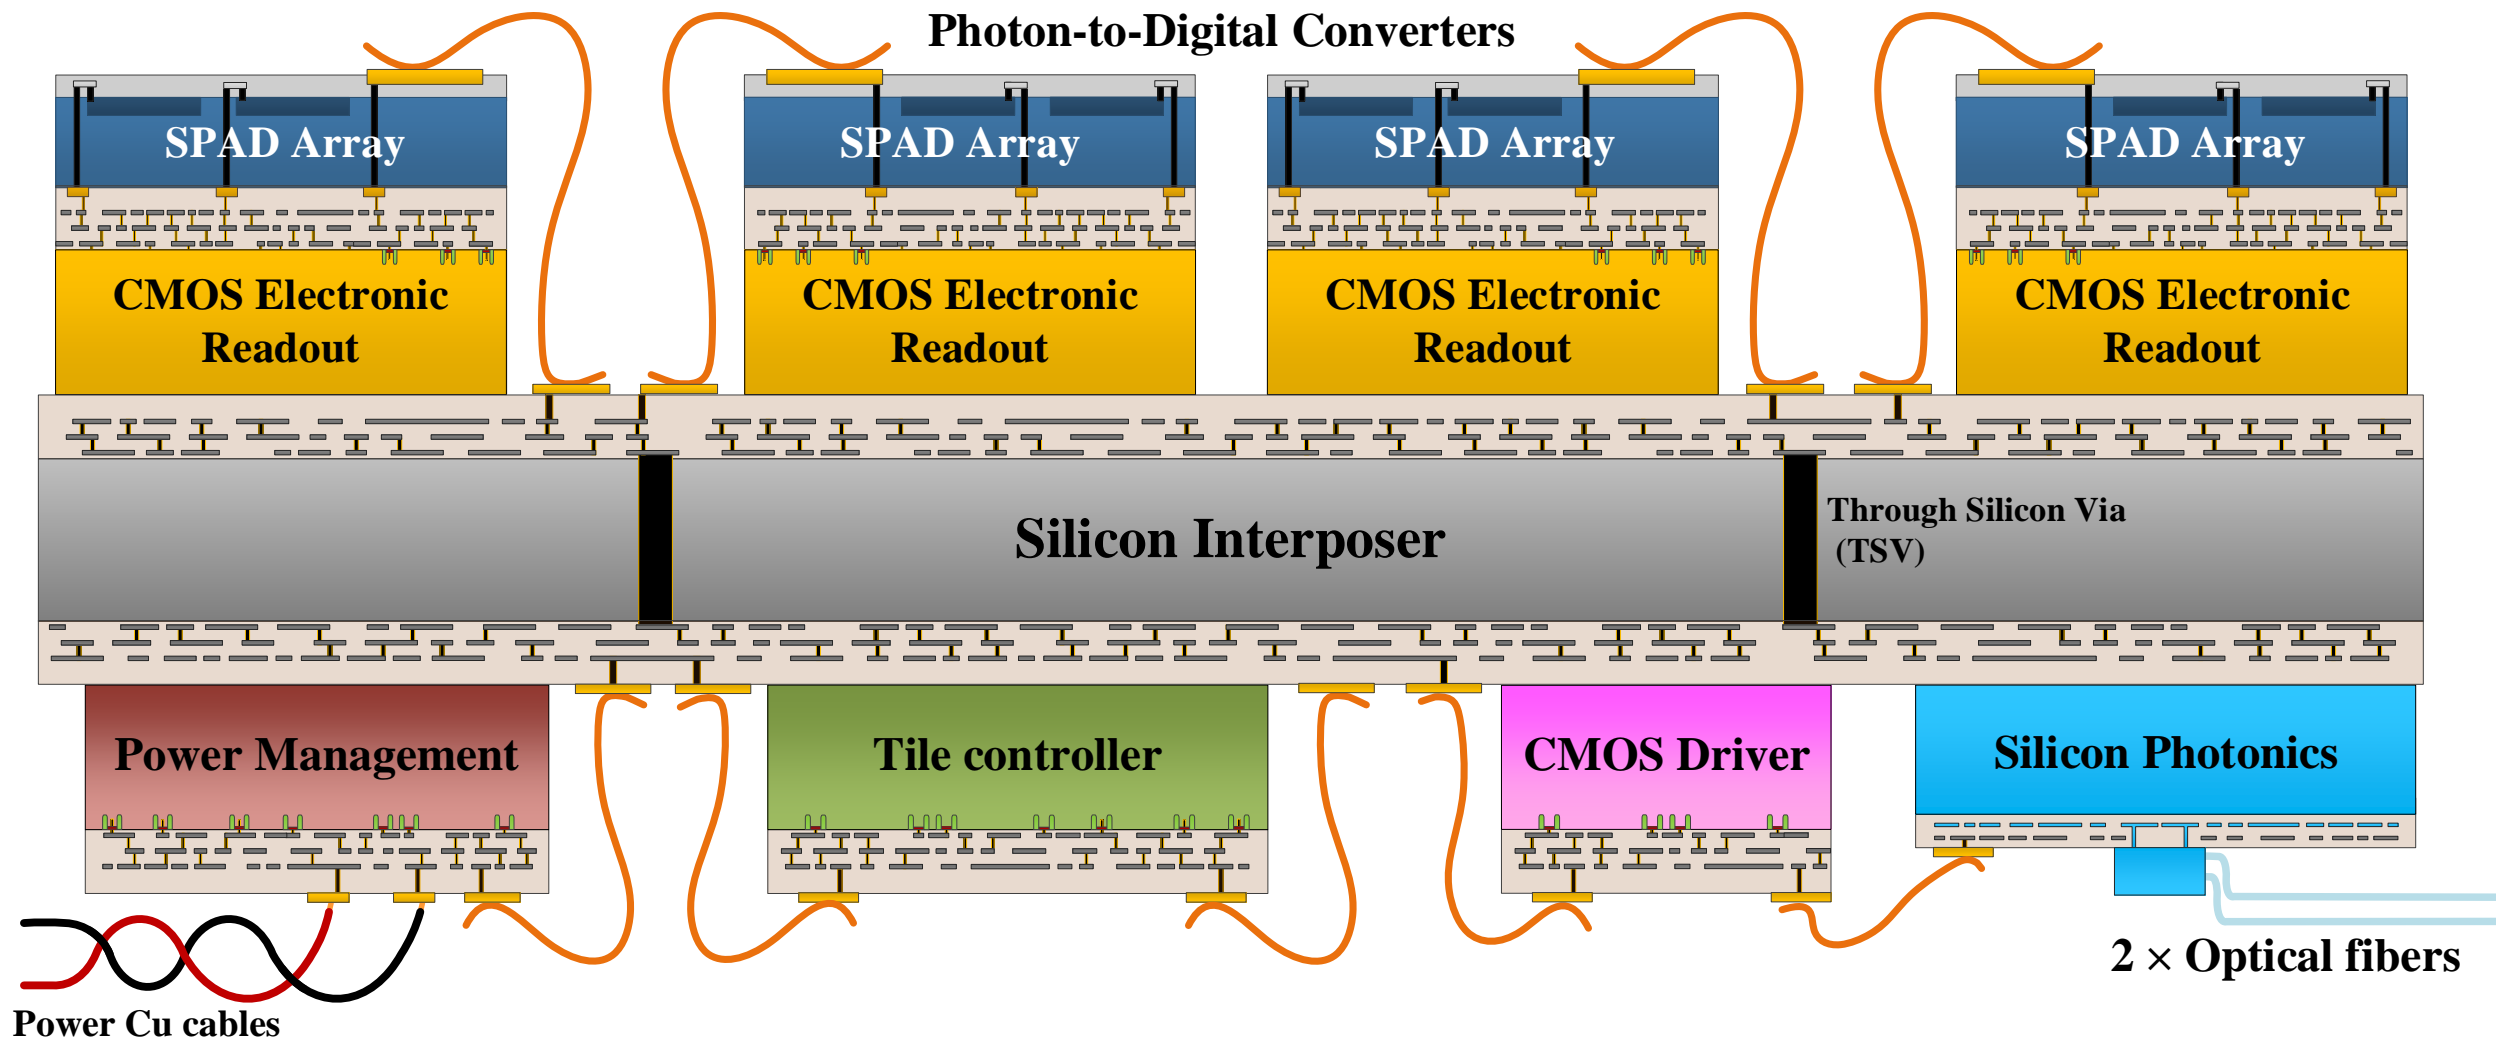 Photon-to-Digital Converters
SPAD Array
SPAD Array
SPAD Array
SPAD Array
CMOS Electronic
Readout
CMOS Electronic
Readout
CMOS Electronic
Readout
CMOS Electronic
Readout
Silicon Interposer
Through Silicon Via
(TSV)
Power Management
Tile controller
CMOS Driver
Silicon Photonics
2 × Optical fibers
Power Cu cables